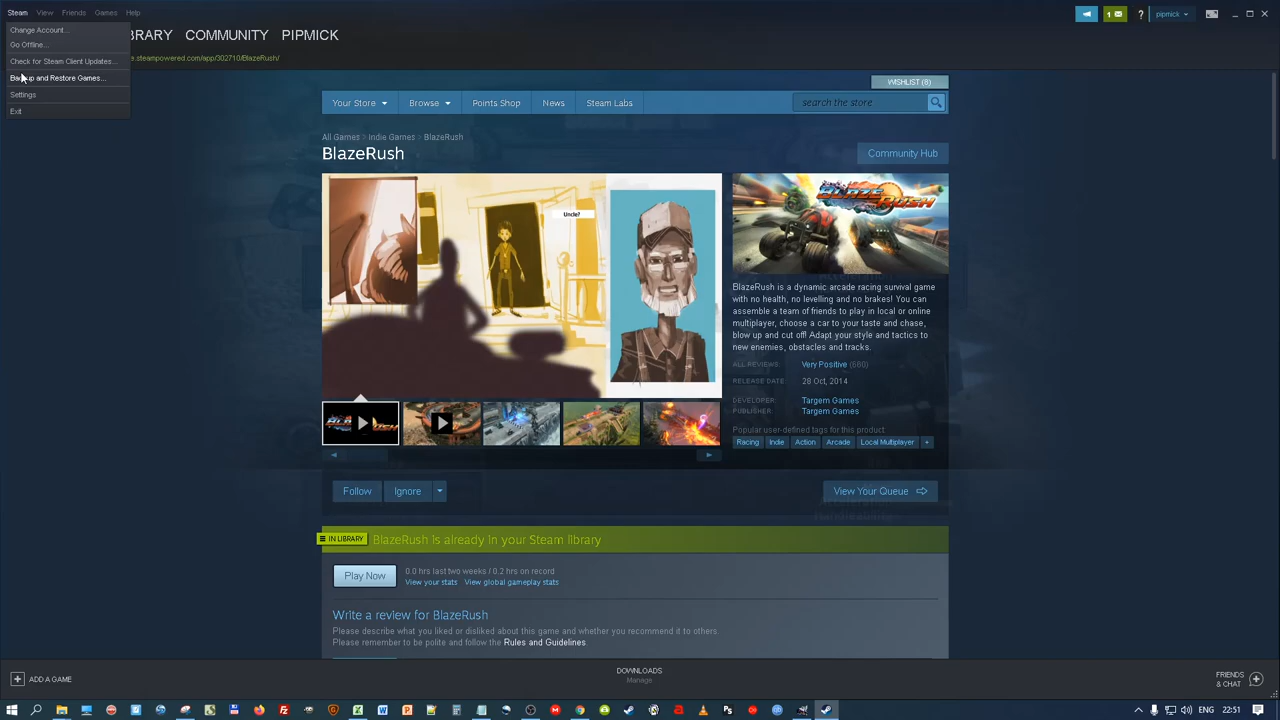 Steam View Friends Games Help
1 ? pipmick
Change Account...
Go Offline...
Check for Steam Client Updates...
Backup and Restore Games...
Settings
Exit
BRARY COMMUNITY PIPMICK
e.steampowered.com/app/302710/BlazeRush/
WISHLIST (8)
Your Store Browse Points Shop News Steam Labs search the store
All Games > Indie Games > BlazeRush
BlazeRush
Community Hub
Uncle?
BLAZE RUSH
BlazeRush is a dynamic arcade racing survival game
with no health, no levelling and no brakes! You can
assemble a team of friends to play in local or online
multiplayer, choose a car to your taste and chase,
blow up and cut off! Adapt your style and tactics to
new enemies, obstacles and tracks.
ALL REVIEWS: Very Positive (560)
RELEASE DATE: 28 Oct, 2014
DEVELOPER: Targem Games
PUBLISHER: Targem Games
Popular user-defined tags for this product
Racing Indie Action Arcade Local Multiplayer +
Follow Ignore View Your Queue
IN LIBRARY BlazeRush is already in your Steam library
Play Now
0.0 hrs last two weeks / 0.2 hrs on record
View your stats View global gameplay stats
Write a review for BlazeRush
Please describe what you liked or disliked about this game and whether you recommend it to others.
Please remember to be polite and follow the Rules and Guidelines.
+ ADD A GAME
DOWNLOADS
Manage
FRIENDS
& CHAT +
ENG 22:51